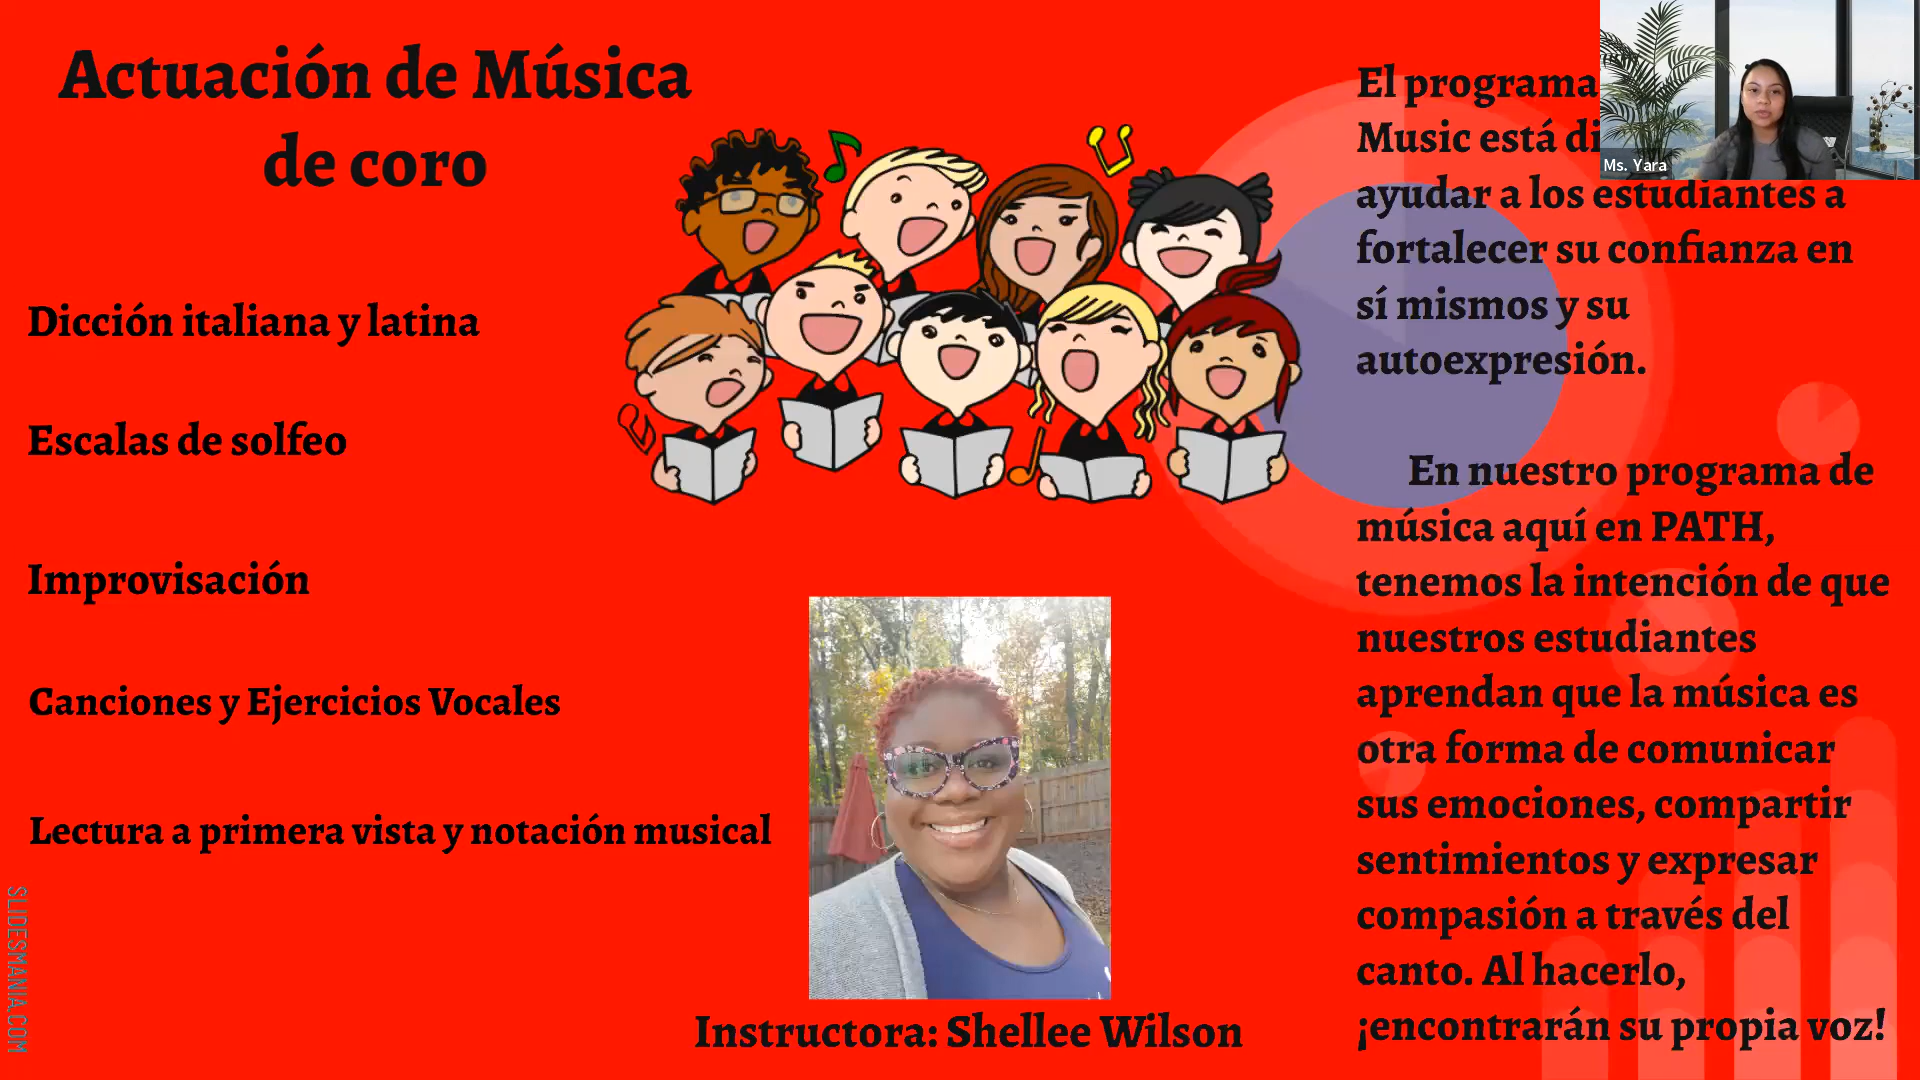 Actuación de Música
de coro
Dicción italiana y latina
Escalas de solfeo
Improvisación
Canciones y Ejercicios Vocales
Lectura a primera vista y notación musical
SLIDESMANIA.COM
Instructora: Shellee Wilson
El programa
Music está
ayudar a los estudiantes a
fortalecer su confianza en
sí mismos y su
autoexpresión.
En nuestro programa de
música aquí en PATH,
tenemos la intención de que
nuestros estudiantes
aprendan que la música es
otra forma de comunicar
sus emociones, compartir
sentimientos y expresar
compasión a través del
canto. Al hacerlo,
¡encontrarán su propia voz!
Ms. Yara